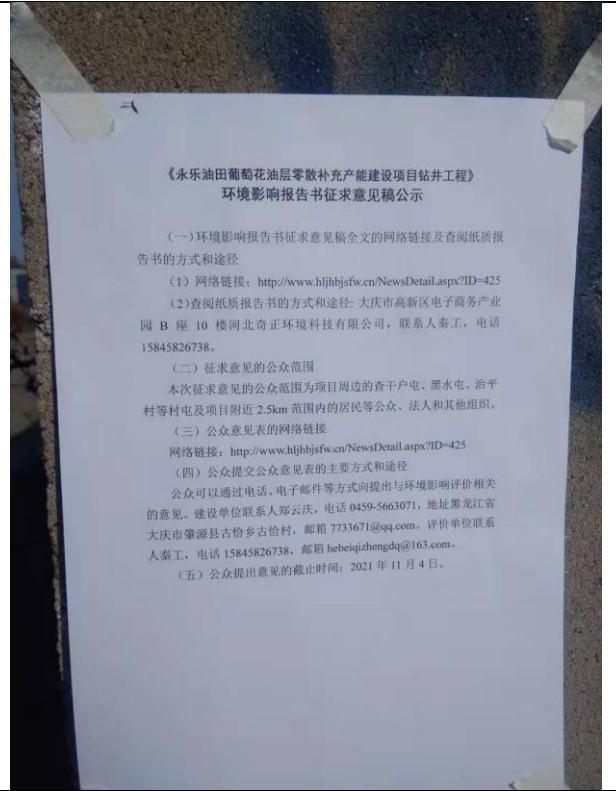 《永乐油田葡萄花油层零散补充产能建设项目钻井工程》
环境影响报告书征求意见稿公示
（一）环境影响报告书征求意见稿全文的网络链接及查阅纸质报
告书的方式和途径
（1）网络链接：http://www.hljhbjsfw.cn/NewsDetail.aspx?ID=425
（2）查阅纸质报告书的方式和途径: 大庆市高新区电子商务产业
园 B 座 10 楼河北奇正环境科技有限公司，联系人秦工，电话
15845826738。
（二）征求意见的公众范围
本次征求意见的公众范围为项目周边的查干户屯、黑水屯、治平
村等村屯及项目附近 2.5km 范围内的居民等公众、法人和其他组织。
（三）公众意见表的网络链接
网络链接：http://www.hljhbjsfw.cn/NewsDetail.aspx?ID=425
（四）公众提交公众意见表的主要方式和途径
公众可以通过电话、电子邮件等方式向提出与环境影响评价相关
的意见。建设单位联系人郑云庆，电话 0459-5663071，地址黑龙江省
大庆市肇源县古恰乡古恰村，邮箱 7733671@qq.com。评价单位联系
人秦工，电话 15845826738，邮箱 hebeiqizhengdq@163.com。
（五）公众提出意见的截止时间：2021 年 11 月 4 日。